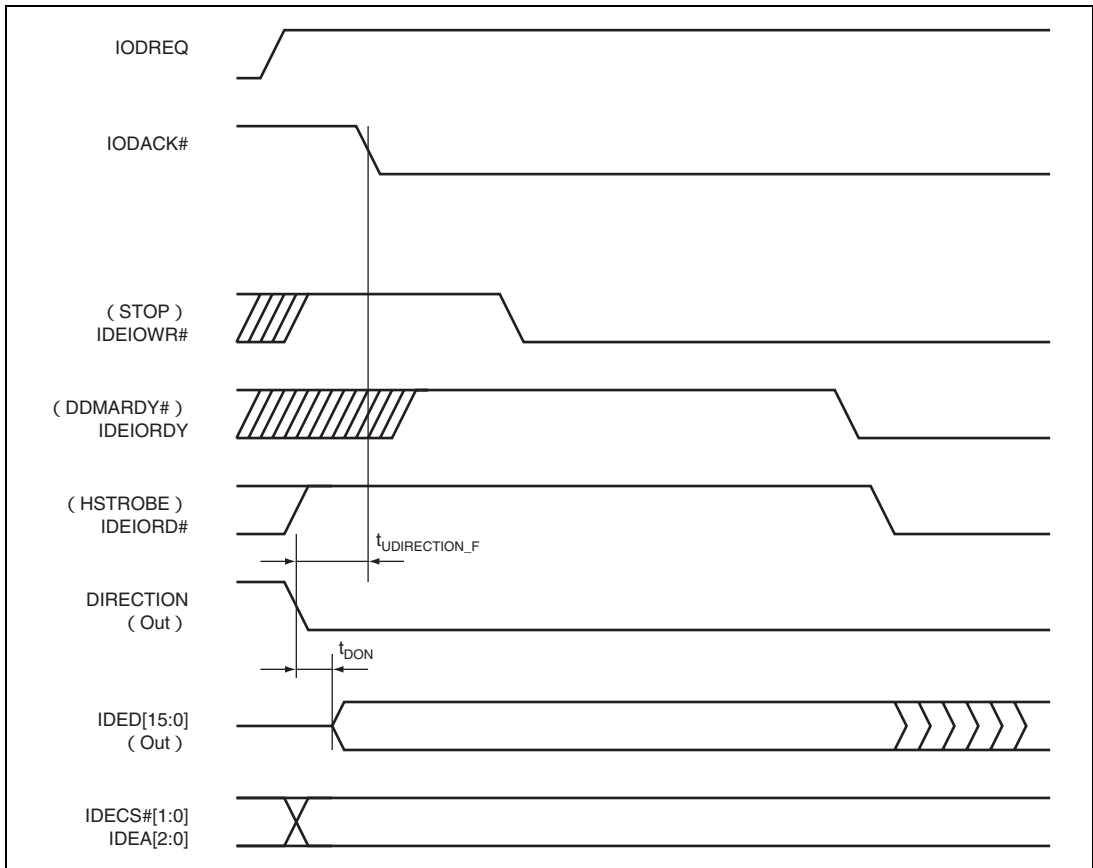 IODREQ
IODACK#
( STOP )
IDEIOWR#
( DDMARDY# )
IDEIORDY
( HSTROBE )
IDEIORD#
tUDIRECTION_F
DIRECTION
( Out )
tDON
IDED[15:0]
( Out )
IDECS#[1:0]
IDEA[2:0]